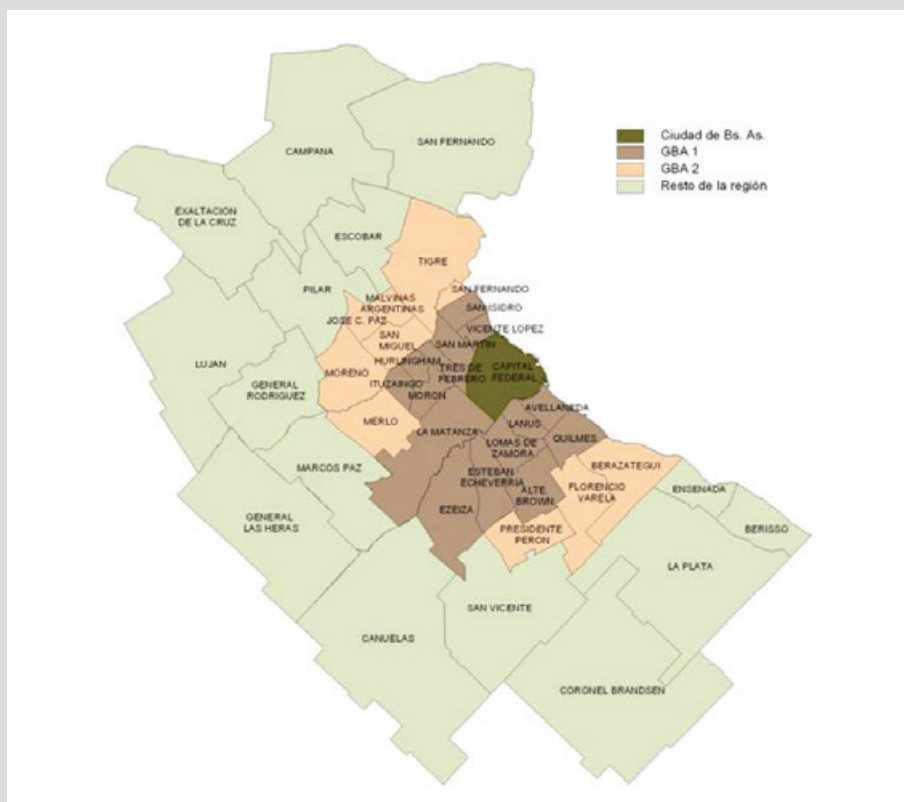 Ciudad de Bs. As.
GBA 1
GBA 2
Resto de la región
SAN FERNANDO
CAMPANA
EXALTACION
DE LA CRUZ
ESCOBAR
TIGRE
PILAR
SAN FERNANDO
MALVINAS
ARGENTINAS
SAN ISIDRO
JOSE C. PAZ
VICENTE LOPEZ
SAN
MIGUEL
SAN MARTIN
HURLINGHAM
LUJAN
TRES DE
FEBRERO
CAPITAL
FEDERAL
MORENO
ITUZAINGO
GENERAL
RODRIGUEZ
MORON
AVELLANEDA
MERLO
LANUS
LA MATANZA
QUILMES
LOMAS DE
ZAMORA
MARCOS PAZ
BERAZATEGUI
ESTEBAN
ECHEVERRIA
FLORENCIO
VARELA
ENSENADA
ALTE.
BROWN
EZEIZA
GENERAL
LAS HERAS
PRESIDENTE
PERON
BERISSO
LA PLATA
SAN VICENTE
CANUELAS
CORONEL BRANDSEN